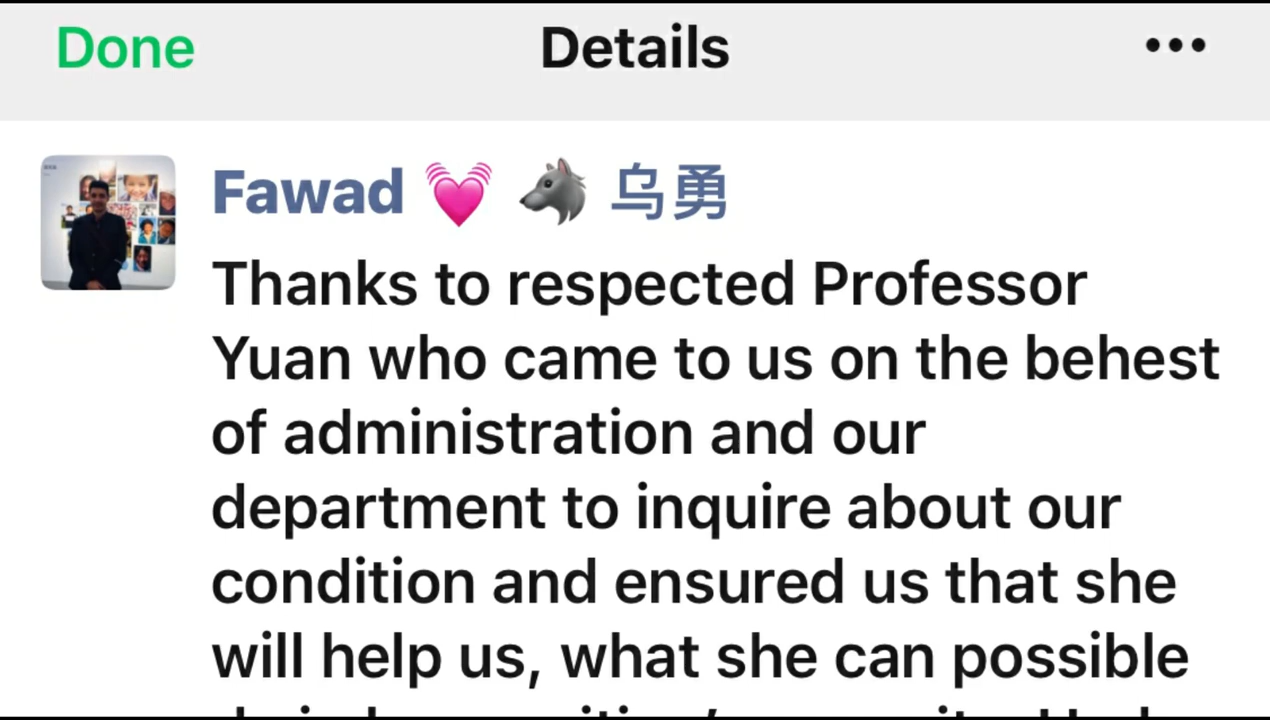 Done
Details
Fawad 💓 🐺 乌勇
Thanks to respected Professor
Yuan who came to us on the behest
of administration and our
department to inquire about our
condition and ensured us that she
will help us, what she can possible